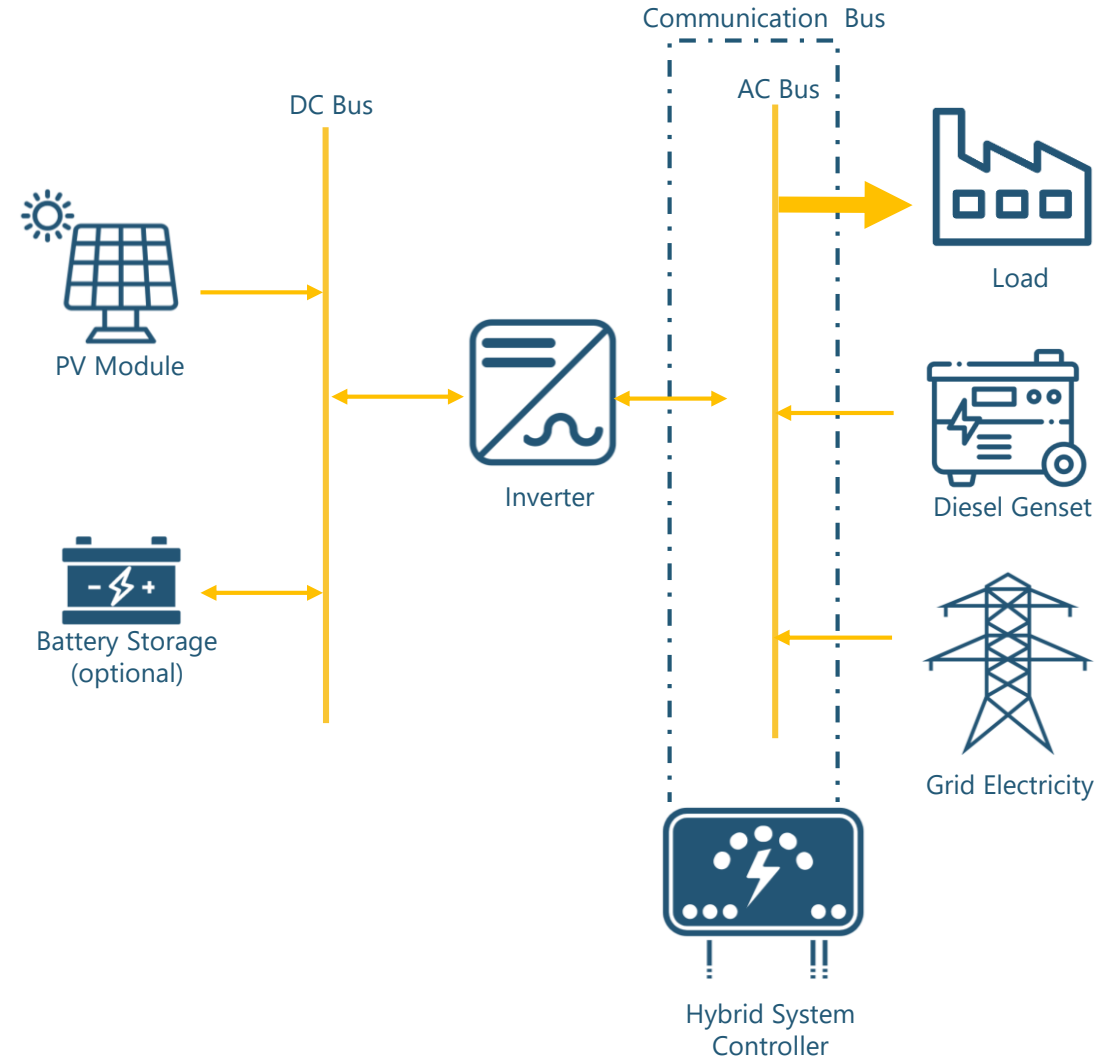 Communication  Bus
DC Bus
AC Bus
Load
PV Module
Inverter
Diesel Genset
Battery Storage
(optional)
Grid Electricity
Hybrid System
Controller